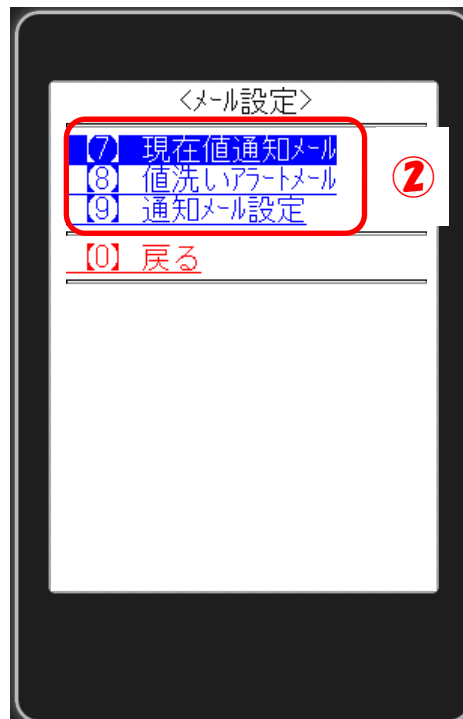 <ﾒｰﾙ設定>
【7】 現在値通知ﾒｰﾙ
【8】 値洗いｱﾗｰﾄﾒｰﾙ
【9】 通知ﾒｰﾙ設定
②
【0】 戻る